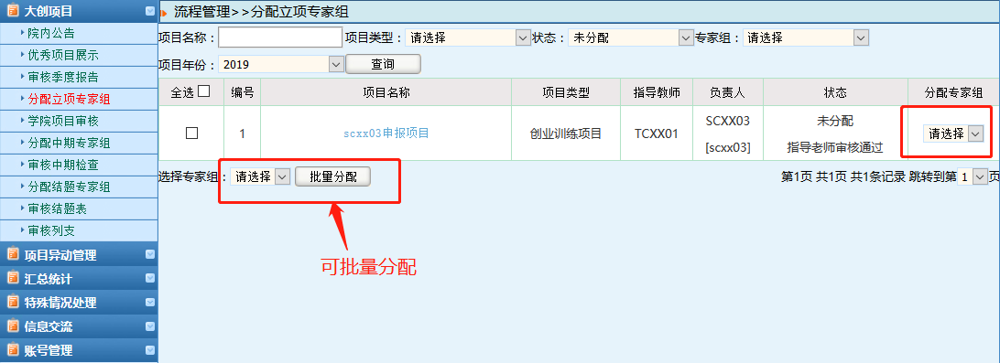 大创项目
院内公告
优秀项目展示
审核季度报告
分配立项专家组
学院项目审核
分配中期专家组
审核中期检查
分配结题专家组
审核结题表
审核列支
项目异动管理
汇总统计
特殊情况处理
信息交流
账号管理
流程管理>>分配立项专家组
项目名称： 项目类型：请选择 状态：未分配 专家组：请选择
项目年份：2019 查询
全选 编号 项目名称 项目类型 指导教师 负责人 状态 分配专家组
1 scxx03申报项目 创业训练项目 TCXX01 SCXX03 未分配 请选择
[scxx03] 指导老师审核通过
选择专家组：请选择 批量分配 第1页 共1页 共1条记录 跳转到第 1 页
可批量分配